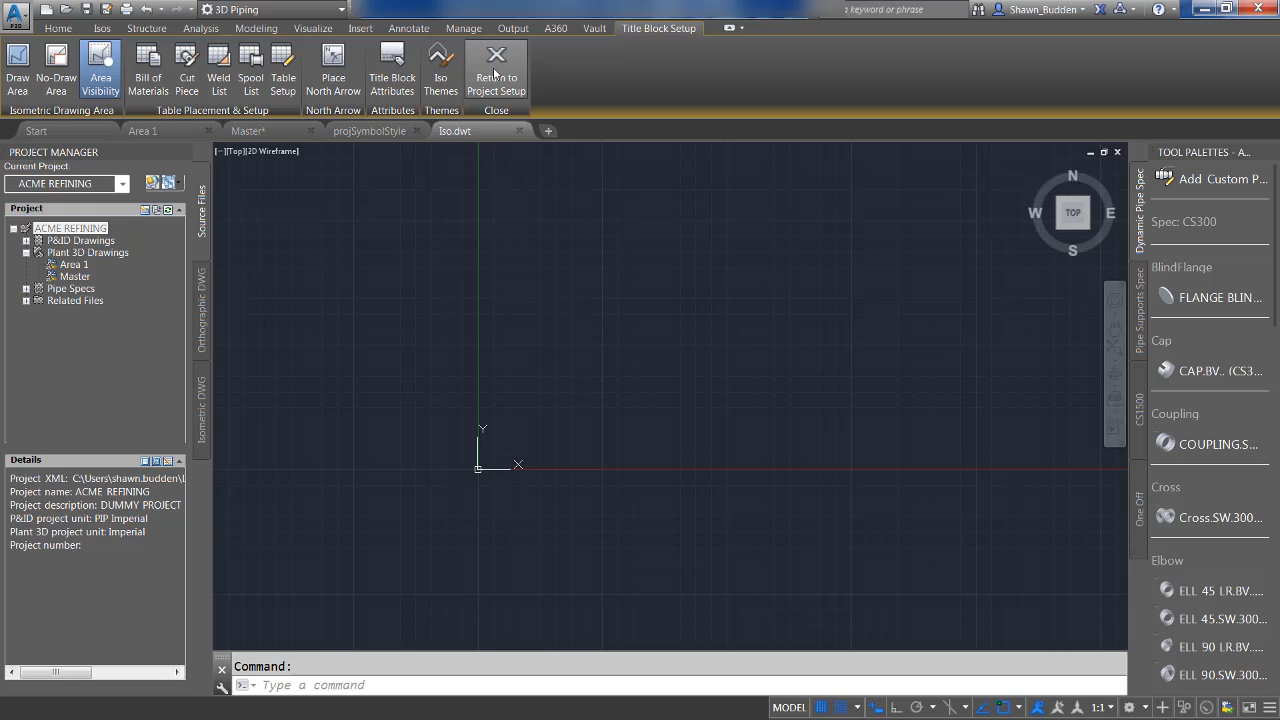 3D Piping
a keyword or phrase
Shawn_Budden
P3D
Home Isos Structure Analysis Modeling Visualize Insert Annotate Manage Output A360 Vault Title Block Setup
Draw Area
No-Draw Area
Area Visibility
Bill of Materials
Cut Piece
Weld List
Spool List
Table Setup
Place North Arrow
Title Block Attributes
Iso Themes
Return to Project Setup
Isometric Drawing Area Table Placement & Setup North Arrow Attributes Themes Close
Start Area 1 Master* projSymbolStyle Iso.dwt
PROJECT MANAGER
Current Project:
ACME REFINING
Project
ACME REFINING
P&ID Drawings
Plant 3D Drawings
Area 1
Master
Pipe Specs
Related Files
Source Files
Orthographic DWG
Isometric DWG
Details
Project XML: C:\Users\shawn.budden\
Project name: ACME REFINING
Project description: DUMMY PROJECT
P&ID project unit: PIP Imperial
Plant 3D project unit: Imperial
Project number:
[−][Top][2D Wireframe]
N
W TOP E
S
Y
X
Command:
Type a command
TOOL PALETTES - A...
Dynamic Pipe Spec
Pipe Supports Spec
CS1500
One Off
Add Custom P...
Spec: CS300
BlindFlange
FLANGE BLIN...
Cap
CAP.BV.. (CS3...
Coupling
COUPLING.S...
Cross
Cross.SW.300...
Elbow
ELL 45 LR.BV....
ELL 45.SW.300...
ELL 90 LR.BV....
ELL 90.SW.300...
MODEL 1:1